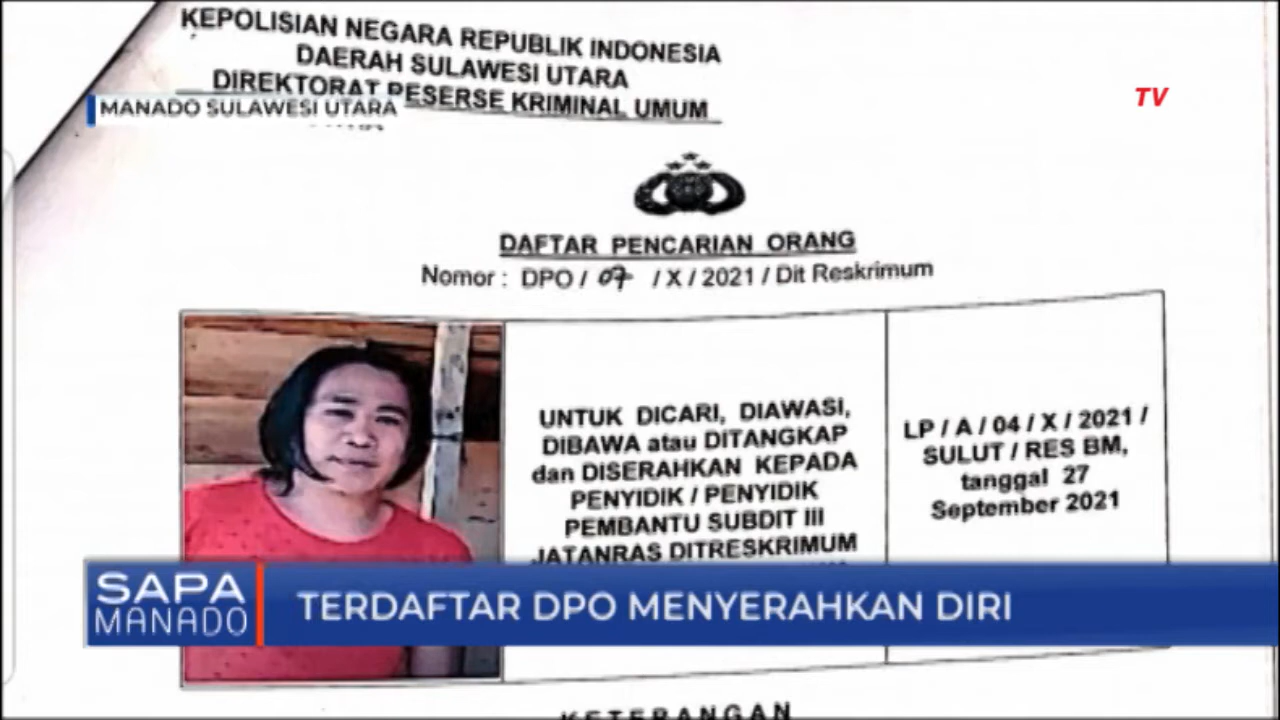 KEPOLISIAN NEGARA REPUBLIK INDONESIA
DAERAH SULAWESI UTARA
DIREKTORAT RESERSE KRIMINAL UMUM
MANADO SULAWESI UTARA
TV
DAFTAR PENCARIAN ORANG
Nomor : DPO / 07 / X / 2021 / Dit Reskrimum
UNTUK DICARI, DIAWASI,
DIBAWA atau DITANGKAP
dan DISERAHKAN KEPADA
PENYIDIK / PENYIDIK
PEMBANTU SUBDIT III
JATANRAS DITRESKRIMUM
LP / A / 04 / X / 2021 /
SULUT / RES BM,
tanggal 27
September 2021
SAPA
MANADO
TERDAFTAR DPO MENYERAHKAN DIRI
KETERANGAN